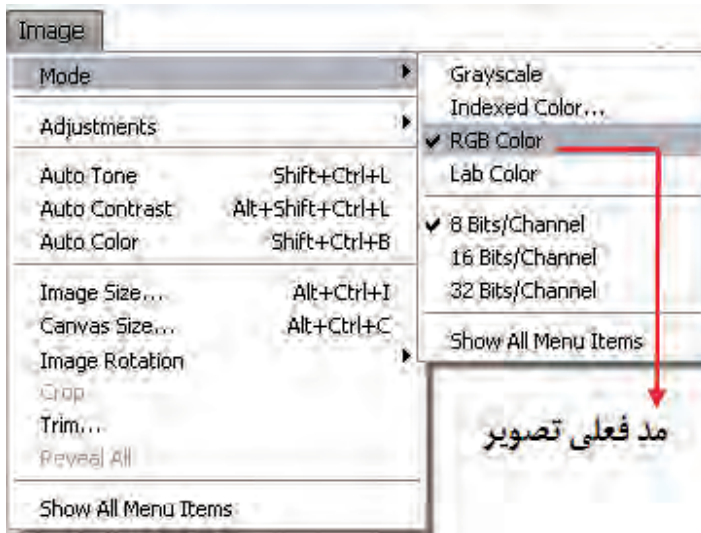 Image
Mode
Adjustments
Auto Tone Shift+Ctrl+L
Auto Contrast Alt+Shift+Ctrl+L
Auto Color Shift+Ctrl+B
Image Size... Alt+Ctrl+I
Canvas Size... Alt+Ctrl+C
Image Rotation
Crop
Trim...
Reveal All
Show All Menu Items
Grayscale
Indexed Color...
RGB Color
Lab Color
8 Bits/Channel
16 Bits/Channel
32 Bits/Channel
Show All Menu Items
مد فعلی تصویر